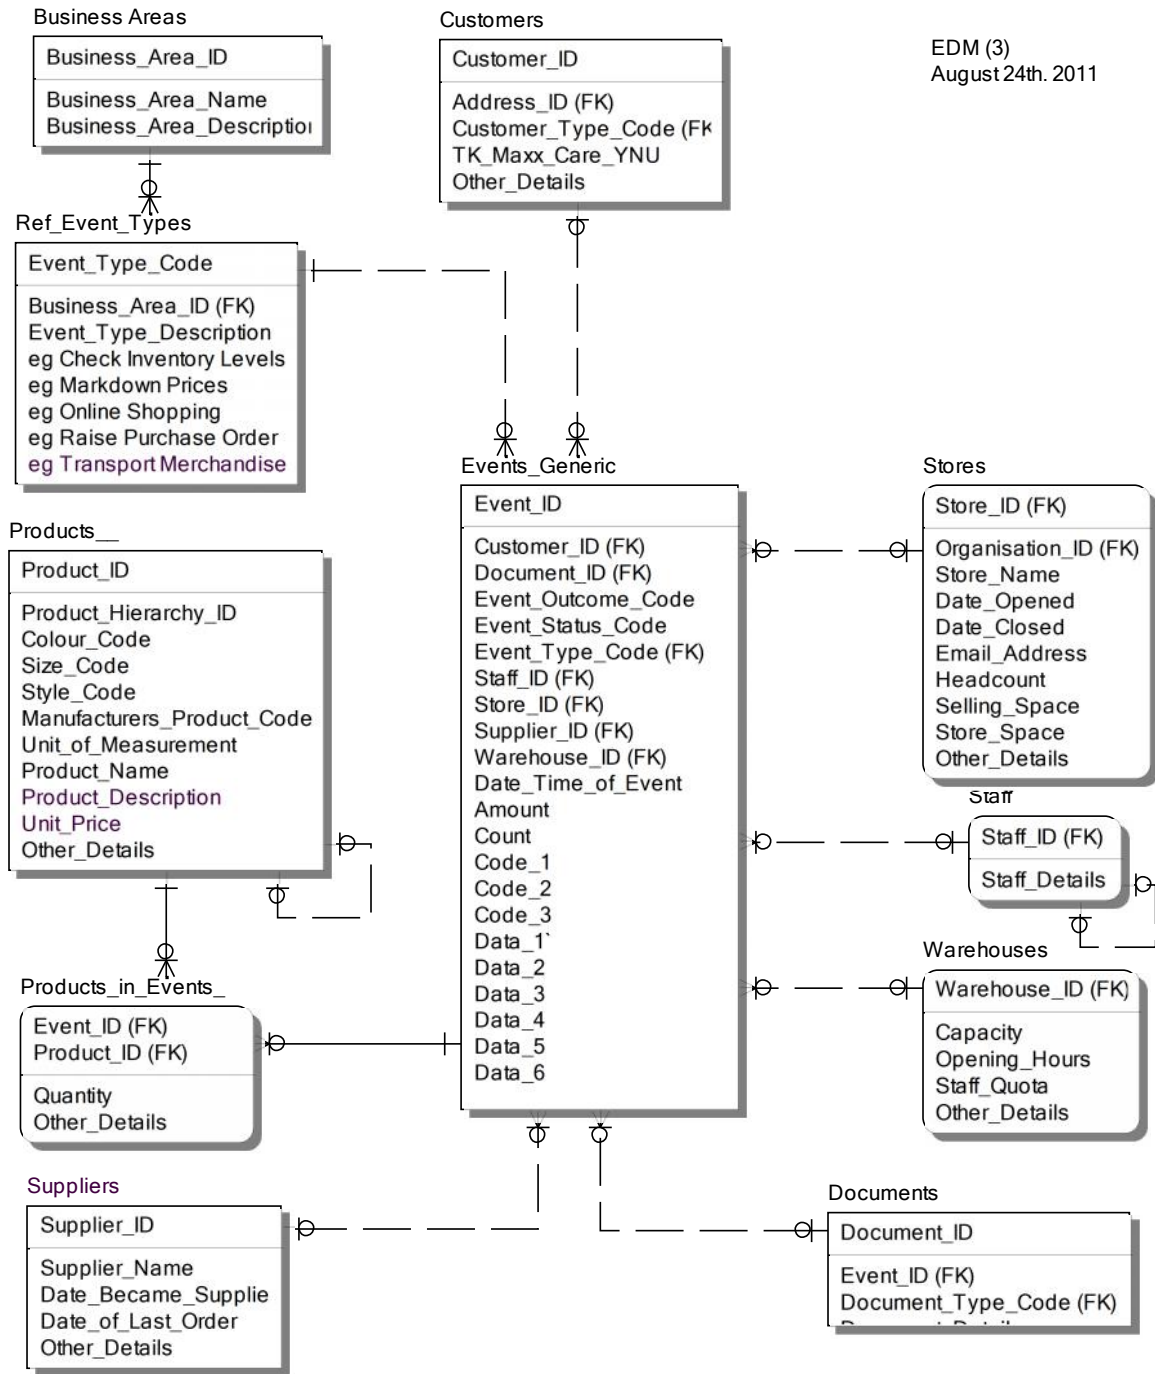 Business Areas
Business_Area_ID
Business_Area_Name
Business_Area_Description
Customers
Customer_ID
Address_ID (FK)
Customer_Type_Code (FK
TK_Maxx_Care_YNU
Other_Details
EDM (3)
August 24th. 2011
Ref_Event_Types
Event_Type_Code
Business_Area_ID (FK)
Event_Type_Description
eg Check Inventory Levels
eg Markdown Prices
eg Online Shopping
eg Raise Purchase Order
eg Transport Merchandise
Events_Generic
Event_ID
Customer_ID (FK)
Document_ID (FK)
Event_Outcome_Code
Event_Status_Code
Event_Type_Code (FK)
Staff_ID (FK)
Store_ID (FK)
Supplier_ID (FK)
Warehouse_ID (FK)
Date_Time_of_Event
Amount
Count
Code_1
Code_2
Code_3
Data_1`
Data_2
Data_3
Data_4
Data_5
Data_6
Stores
Store_ID (FK)
Organisation_ID (FK)
Store_Name
Date_Opened
Date_Closed
Email_Address
Headcount
Selling_Space
Store_Space
Other_Details
Products__
Product_ID
Product_Hierarchy_ID
Colour_Code
Size_Code
Style_Code
Manufacturers_Product_Code
Unit_of_Measurement
Product_Name
Product_Description
Unit_Price
Other_Details
Staff
Staff_ID (FK)
Staff_Details
Warehouses
Warehouse_ID (FK)
Capacity
Opening_Hours
Staff_Quota
Other_Details
Products_in_Events_
Event_ID (FK)
Product_ID (FK)
Quantity
Other_Details
Suppliers
Supplier_ID
Supplier_Name
Date_Became_Supplie
Date_of_Last_Order
Other_Details
Documents
Document_ID
Event_ID (FK)
Document_Type_Code (FK)